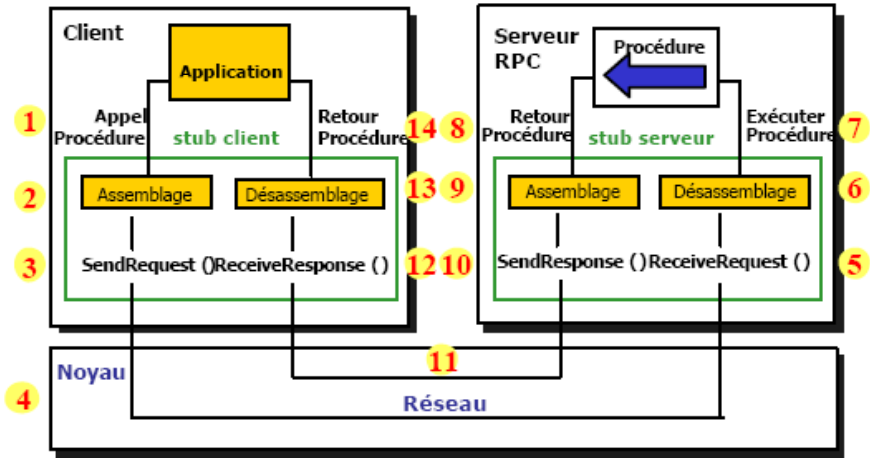 Client
Application
1
Appel
Procédure
stub client
Retour
Procédure
14
2
Assemblage
Désassemblage
13
3
SendRequest ()
ReceiveResponse ()
12
Serveur
RPC
Procédure
8
Retour
Procédure
stub serveur
Exécuter
Procédure
7
9
Assemblage
Désassemblage
6
10
SendResponse ()
ReceiveRequest ()
5
11
Noyau
4
Réseau